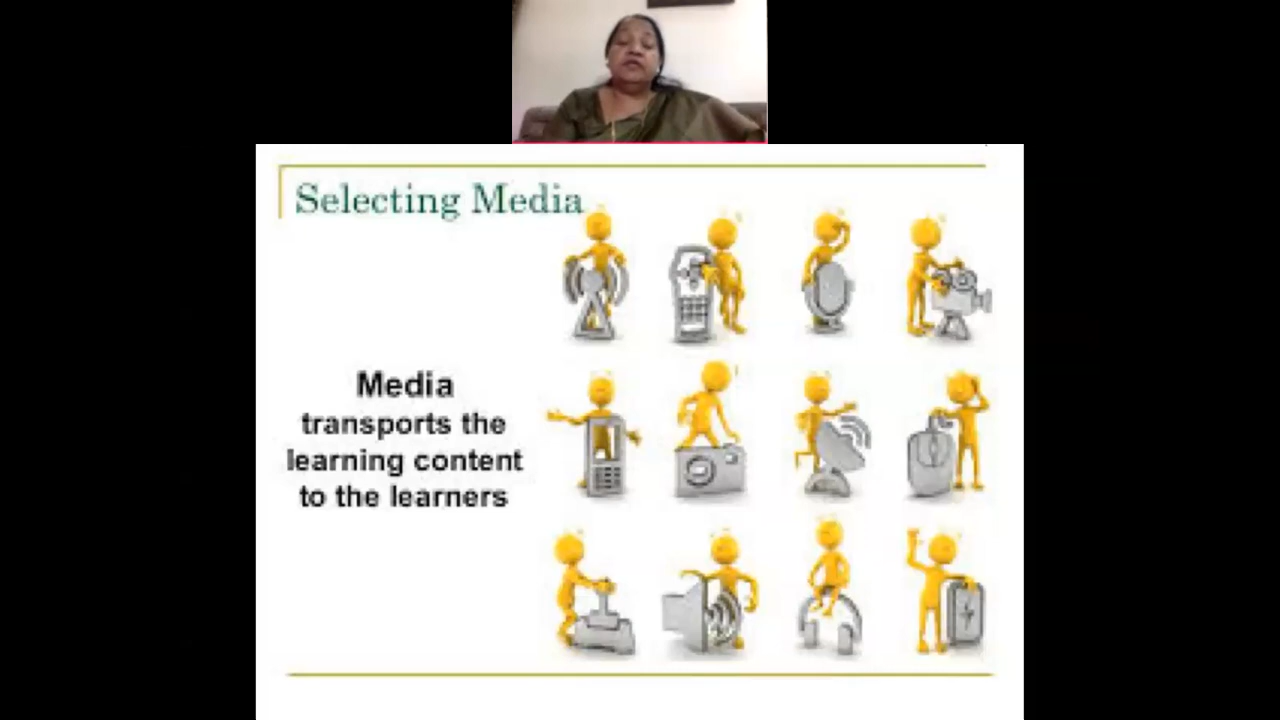 Selecting Media
Media
transports the
learning content
to the learners